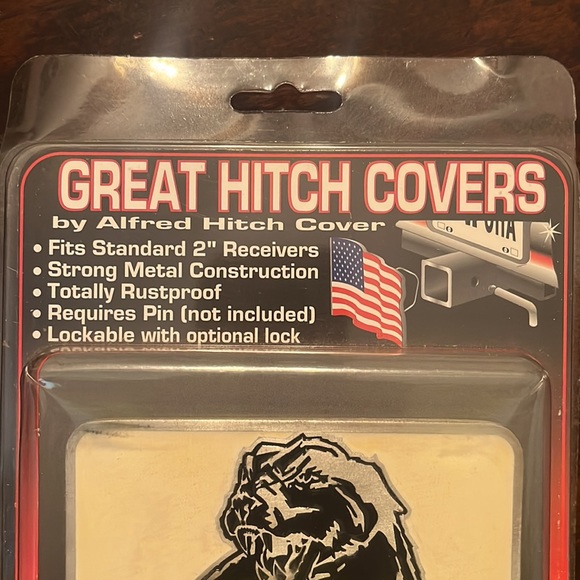 GREAT HITCH COVERS
by Alfred Hitch Cover
• Fits Standard 2" Receivers
• Strong Metal Construction
• Totally Rustproof
• Requires Pin (not included)
• Lockable with optional lock